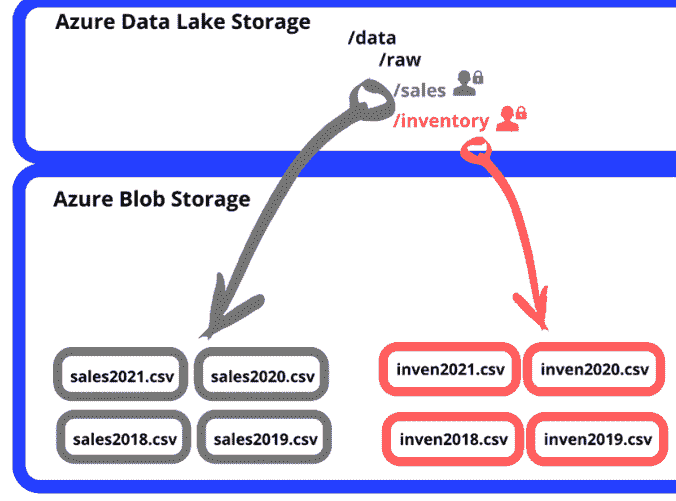 Azure Data Lake Storage
/data
/raw
/sales
/inventory
Azure Blob Storage
sales2021.csv sales2020.csv inven2021.csv inven2020.csv
sales2018.csv sales2019.csv inven2018.csv inven2019.csv